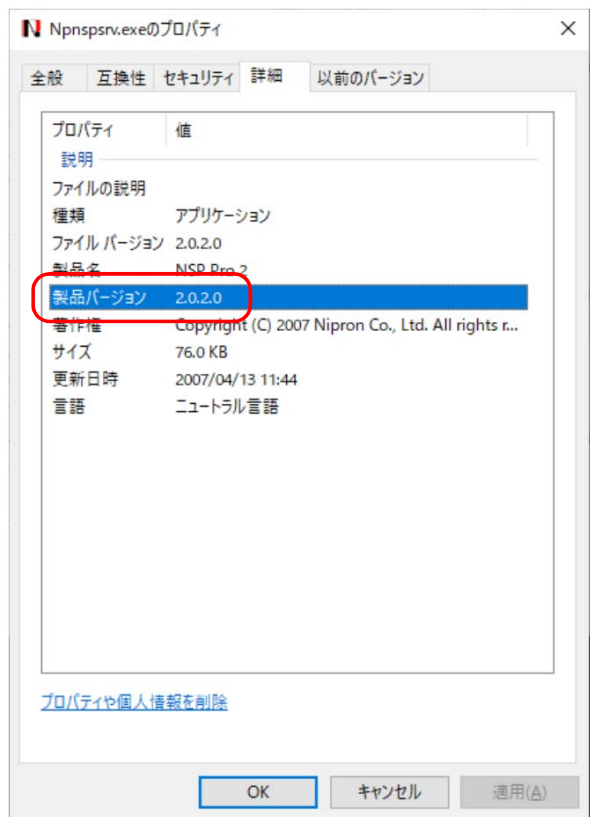 Npnspsrv.exeのプロパティ
全般 互換性 セキュリティ 詳細 以前のバージョン
プロパティ 値
説明
ファイルの説明
種類 アプリケーション
ファイル バージョン 2.0.2.0
製品名 NSP Pro 2
製品バージョン 2.0.2.0
著作権 Copyright (C) 2007 Nipron Co., Ltd. All rights r...
サイズ 76.0 KB
更新日時 2007/04/13 11:44
言語 ニュートラル言語
プロパティや個人情報を削除
OK キャンセル 適用(A)